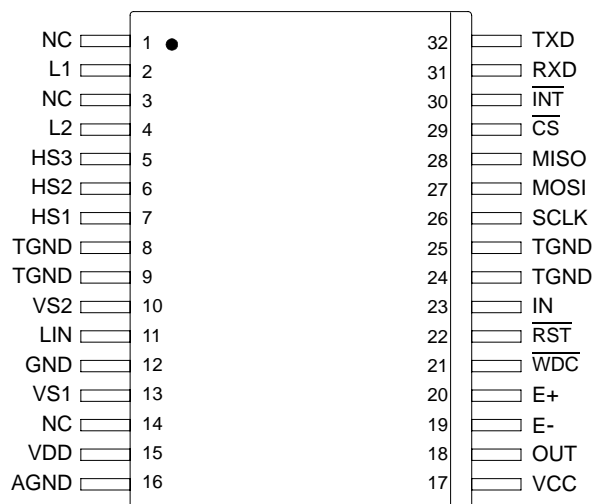 NC 1 32 TXD
L1 2 31 RXD
NC 3 30 INT
L2 4 29 CS
HS3 5 28 MISO
HS2 6 27 MOSI
HS1 7 26 SCLK
TGND 8 25 TGND
TGND 9 24 TGND
VS2 10 23 IN
LIN 11 22 RST
GND 12 21 WDC
VS1 13 20 E+
NC 14 19 E-
VDD 15 18 OUT
AGND 16 17 VCC